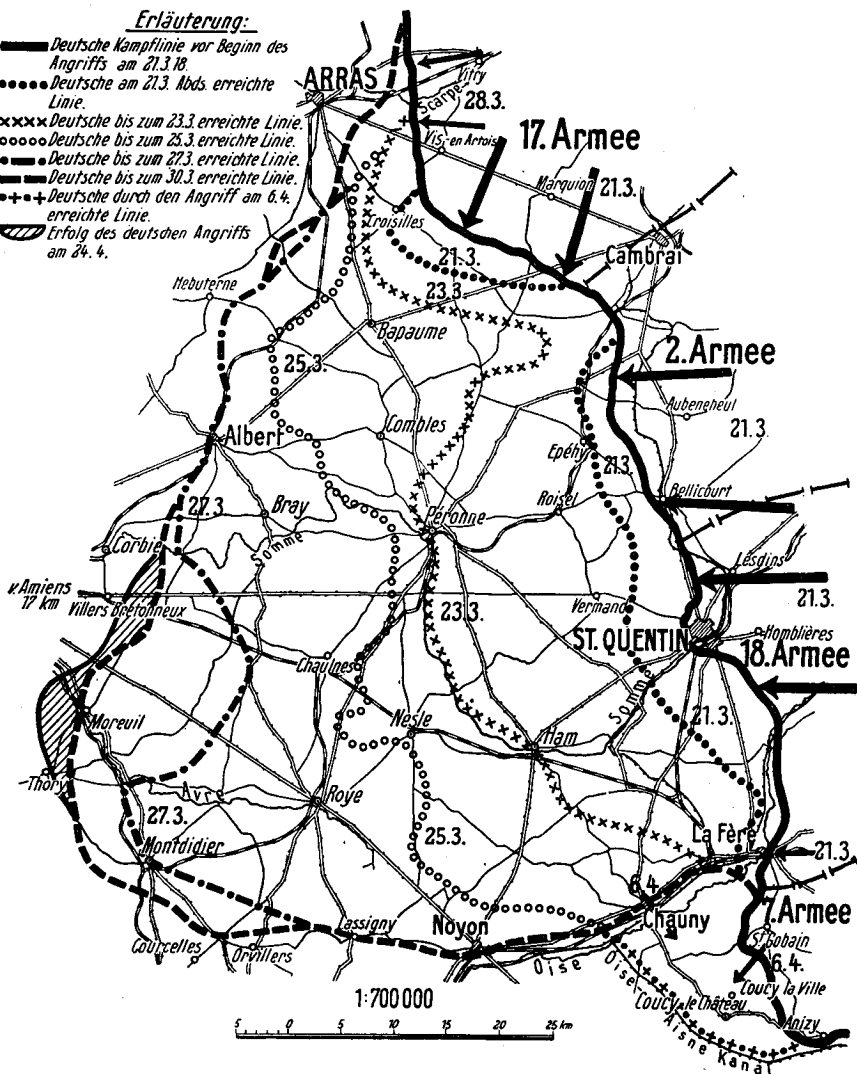 Erläuterung:
Deutsche Kampflinie vor Beginn des
Angriffs am 21.3.18.
Deutsche am 21.3. Abds. erreichte
Linie.
Deutsche bis zum 23.3. erreichte Linie.
Deutsche bis zum 25.3. erreichte Linie.
Deutsche bis zum 27.3. erreichte Linie.
Deutsche bis zum 30.3. erreichte Linie.
Deutsche durch den Angriff am 6.4.
erreichte Linie.
Erfolg des deutschen Angriffs
am 24.4.
ARRAS
Vitry
Scarpe
28.3.
Vis-en Artois
17. Armee
Marquion
21.3.
Croisilles
Cambrai
21.3.
23.3.
Hébuterne
Bapaume
25.3.
2. Armee
Aubencheul
21.3.
Albert
Combles
Epéhy
21.3.
Bellicourt
27.3
Bray
Péronne
Roisel
Somme
Corbie
Lesdins
v. Amiens
17 km
Villers Bretonneux
23.3.
Vermand
21.3.
ST. QUENTIN
Homblières
Chaulnes
18. Armee
Somme
Moreuil
Nesle
Ham
21.3.
Thory
Avre
Roye
27.3.
25.3.
La Fère
21.3.
Montdidier
6.4.
Chauny
7. Armee
Courcelles
Orvillers
Lassigny
Noyon
Oise
St. Gobain
6.4.
Coucy la Ville
Coucy le Château
Anizy
Oise
Aisne Kanal
1:700 000
5 0 5 10 15 20 25 km